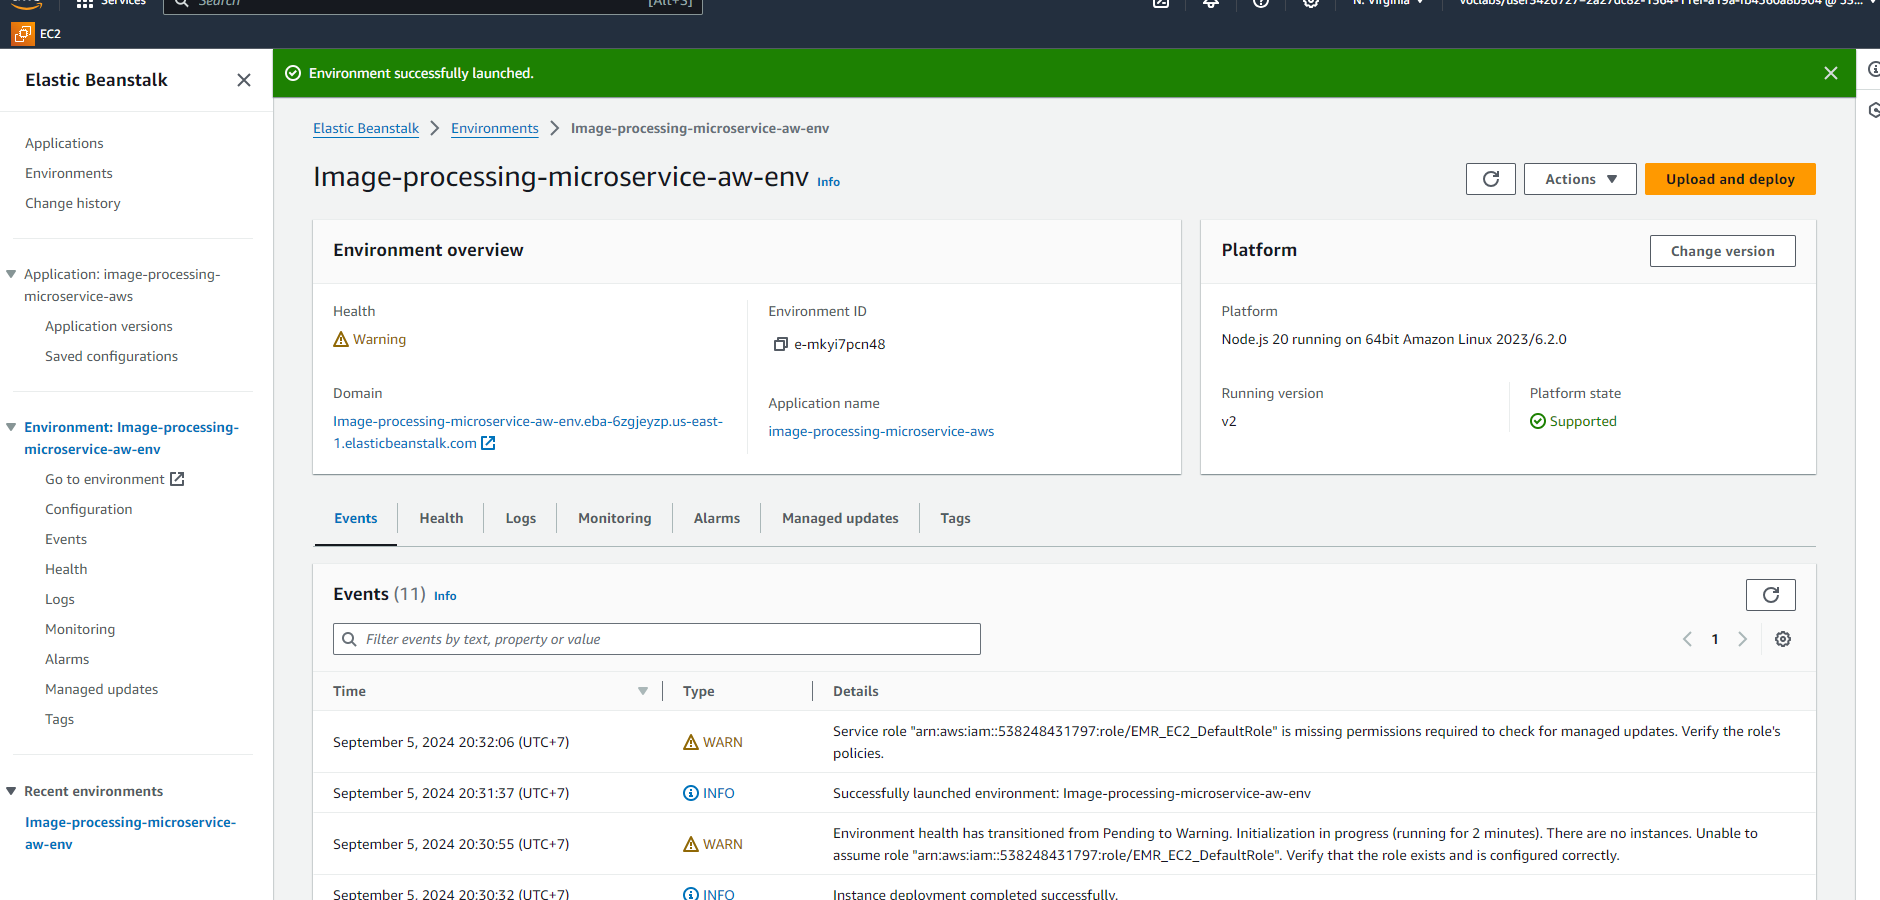 Services
Search
[Alt+S]
N. Virginia
EC2
Elastic Beanstalk
Environment successfully launched.
Applications
Environments
Change history
Application: image-processing-
microservice-aws
Application versions
Saved configurations
Environment: Image-processing-
microservice-aw-env
Go to environment
Configuration
Events
Health
Logs
Monitoring
Alarms
Managed updates
Tags
Recent environments
Image-processing-microservice-
aw-env
Elastic Beanstalk
Environments
Image-processing-microservice-aw-env
Image-processing-microservice-aw-env Info
Actions
Upload and deploy
Environment overview
Health
Warning
Domain
Image-processing-microservice-aw-env.eba-6zgjeyzp.us-east-
1.elasticbeanstalk.com
Environment ID
e-mkyi7pcn48
Application name
image-processing-microservice-aws
Platform
Change version
Platform
Node.js 20 running on 64bit Amazon Linux 2023/6.2.0
Running version
v2
Platform state
Supported
Events
Health
Logs
Monitoring
Alarms
Managed updates
Tags
Events (11) Info
Filter events by text, property or value
1
Time
Type
Details
September 5, 2024 20:32:06 (UTC+7)
WARN
Service role "arn:aws:iam::538248431797:role/EMR_EC2_DefaultRole" is missing permissions required to check for managed updates. Verify the role's
policies.
September 5, 2024 20:31:37 (UTC+7)
INFO
Successfully launched environment: Image-processing-microservice-aw-env
September 5, 2024 20:30:55 (UTC+7)
WARN
Environment health has transitioned from Pending to Warning. Initialization in progress (running for 2 minutes). There are no instances. Unable to
assume role "arn:aws:iam::538248431797:role/EMR_EC2_DefaultRole". Verify that the role exists and is configured correctly.
September 5, 2024 20:30:32 (UTC+7)
INFO
Instance deployment completed successfully.